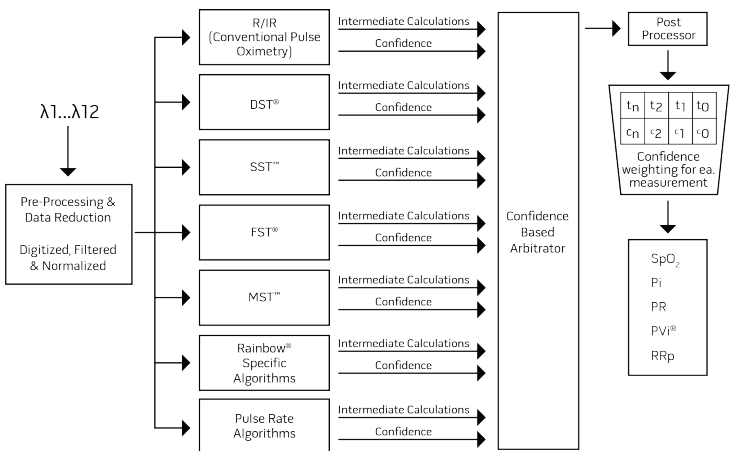 λ1...λ12
Pre-Processing &
Data Reduction
Digitized, Filtered
& Normalized
R/IR
(Conventional Pulse
Oximetry)
Intermediate Calculations
Confidence
DST®
Intermediate Calculations
Confidence
SST™
Intermediate Calculations
Confidence
FST®
Intermediate Calculations
Confidence
MST™
Intermediate Calculations
Confidence
Rainbow®
Specific
Algorithms
Intermediate Calculations
Confidence
Pulse Rate
Algorithms
Intermediate Calculations
Confidence
Confidence
Based
Arbitrator
Post
Processor
tn t2 t1 t0
cn c2 c1 c0
Confidence
weighting for ea.
measurement
SpO₂
Pi
PR
PVi®
RRp